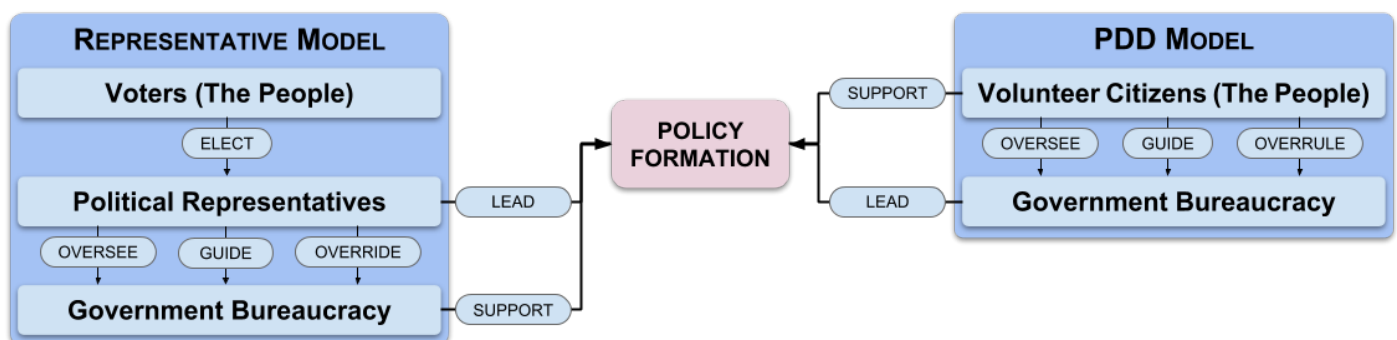 REPRESENTATIVE MODEL
Voters (The People)
ELECT
Political Representatives
OVERSEE
GUIDE
OVERRIDE
Government Bureaucracy
LEAD
SUPPORT
POLICY
FORMATION
SUPPORT
LEAD
PDD MODEL
Volunteer Citizens (The People)
OVERSEE
GUIDE
OVERRULE
Government Bureaucracy